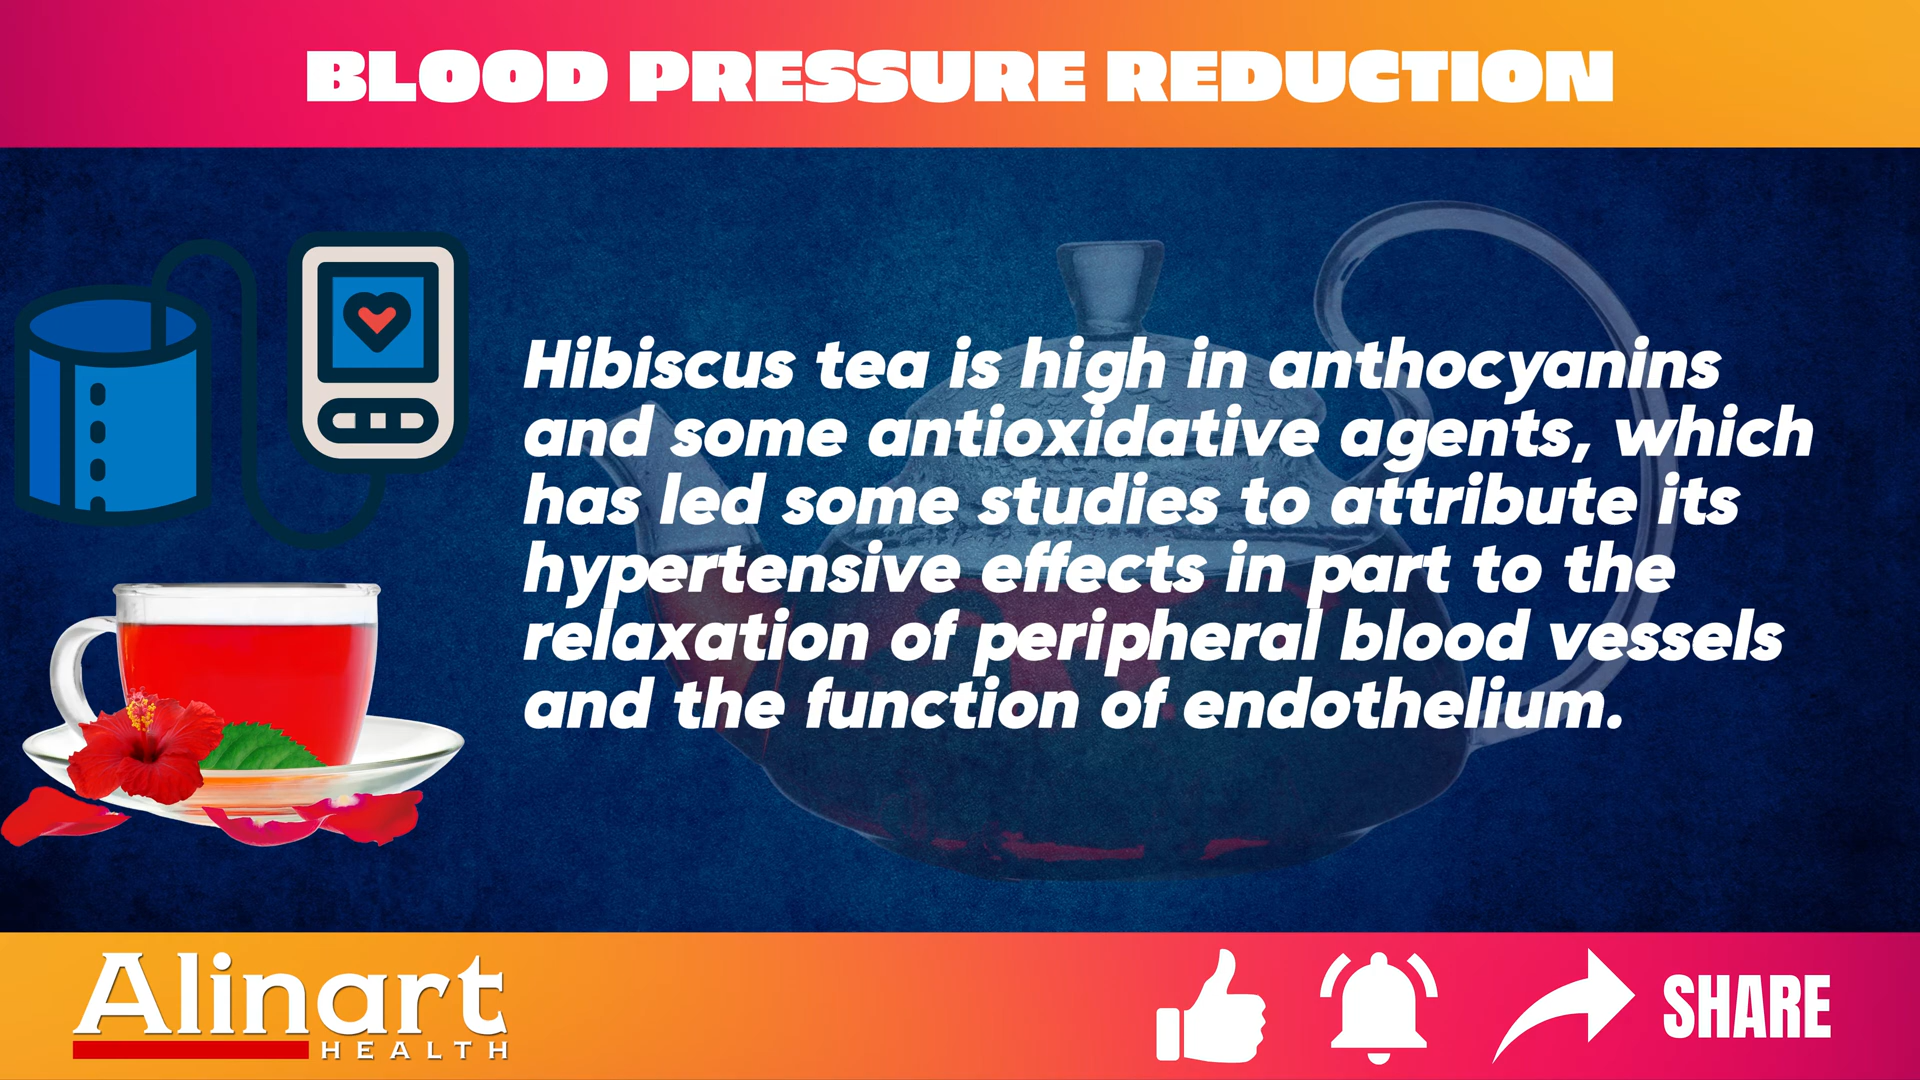 BLOOD PRESSURE REDUCTION
Hibiscus tea is high in anthocyanins
and some antioxidative agents, which
has led some studies to attribute its
hypertensive effects in part to the
relaxation of peripheral blood vessels
and the function of endothelium.
Alinart
HEALTH
SHARE